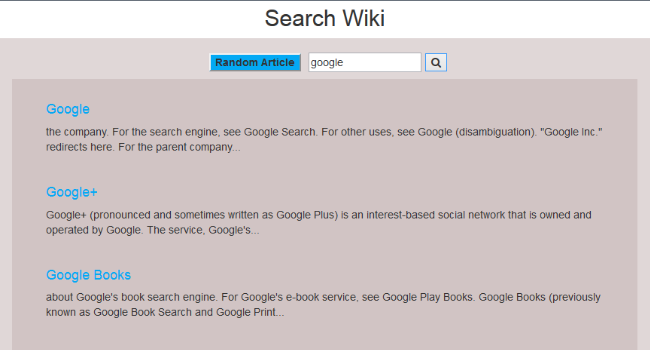 Search Wiki
Random Article google
Google
the company. For the search engine, see Google Search. For other uses, see Google (disambiguation). "Google Inc."
redirects here. For the parent company...
Google+
Google+ (pronounced and sometimes written as Google Plus) is an interest-based social network that is owned and
operated by Google. The service, Google's...
Google Books
about Google's book search engine. For Google's e-book service, see Google Play Books. Google Books (previously
known as Google Book Search and Google Print...